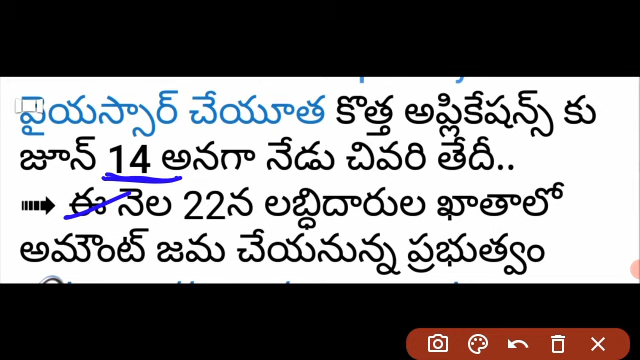 వైయస్సార్ చేయూత కొత్త అప్లికేషన్స్ కు
జూన్ 14 అనగా నేడు చివరి తేదీ..
➟ ఈ నెల 22న లబ్ధిదారుల ఖాతాలో
అమౌంట్ జమ చేయనున్న ప్రభుత్వం